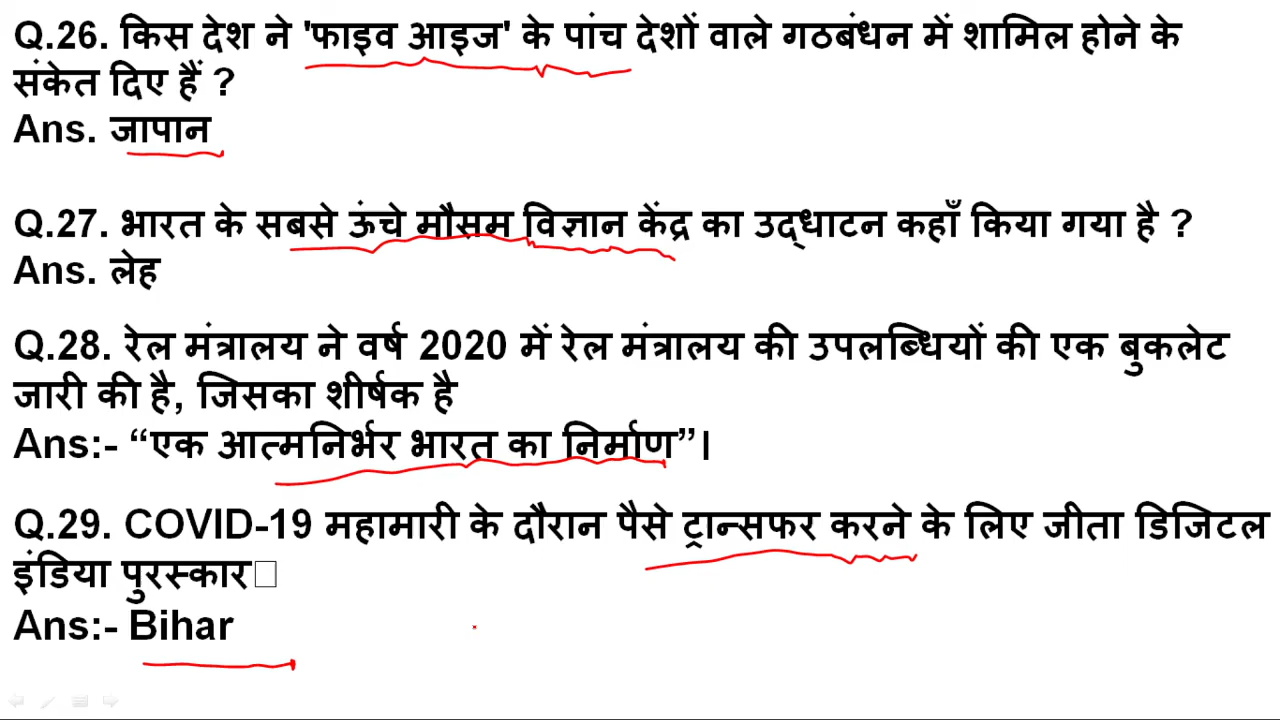 Q.26. किस देश ने 'फाइव आइज' के पांच देशों वाले गठबंधन में शामिल होने के
संकेत दिए हैं ?
Ans. जापान
Q.27. भारत के सबसे ऊंचे मौसम विज्ञान केंद्र का उद्धाटन कहाँ किया गया है ?
Ans. लेह
Q.28. रेल मंत्रालय ने वर्ष 2020 में रेल मंत्रालय की उपलब्धियों की एक बुकलेट
जारी की है, जिसका शीर्षक है
Ans:- “एक आत्मनिर्भर भारत का निर्माण”।
Q.29. COVID-19 महामारी के दौरान पैसे ट्रान्सफर करने के लिए जीता डिजिटल
इंडिया पुरस्कार
Ans:- Bihar